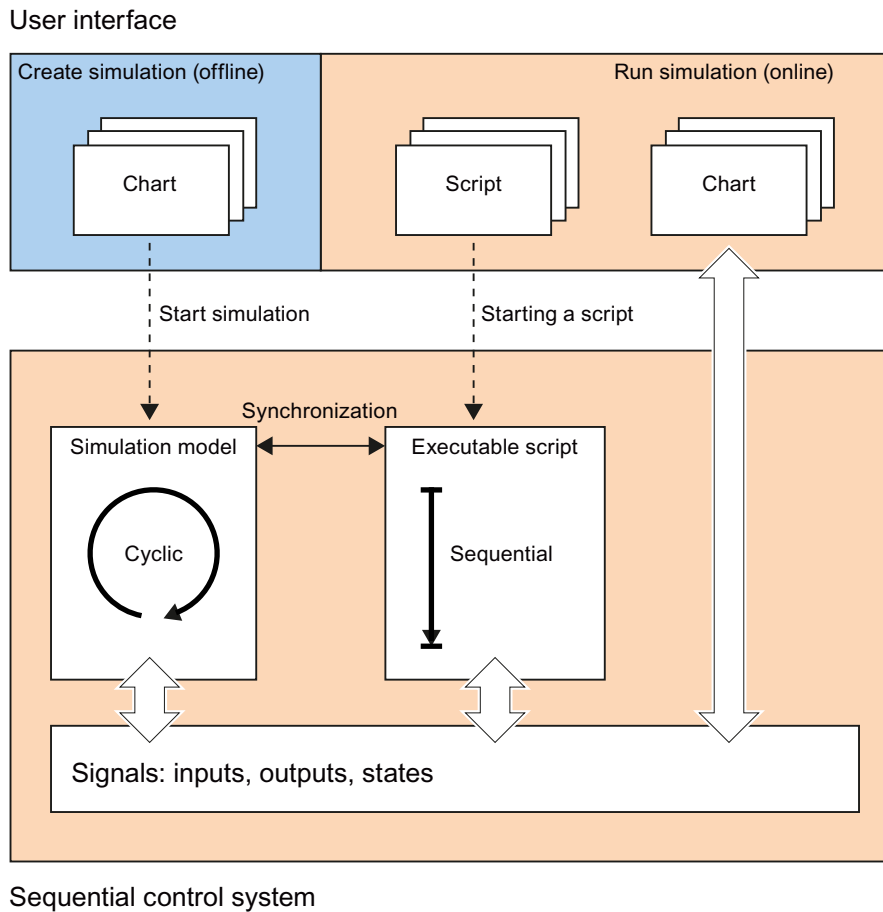 User interface
Create simulation (offline)
Run simulation (online)
Chart
Script
Chart
Start simulation
Starting a script
Synchronization
Simulation model
Executable script
Cyclic
Sequential
Signals: inputs, outputs, states
Sequential control system